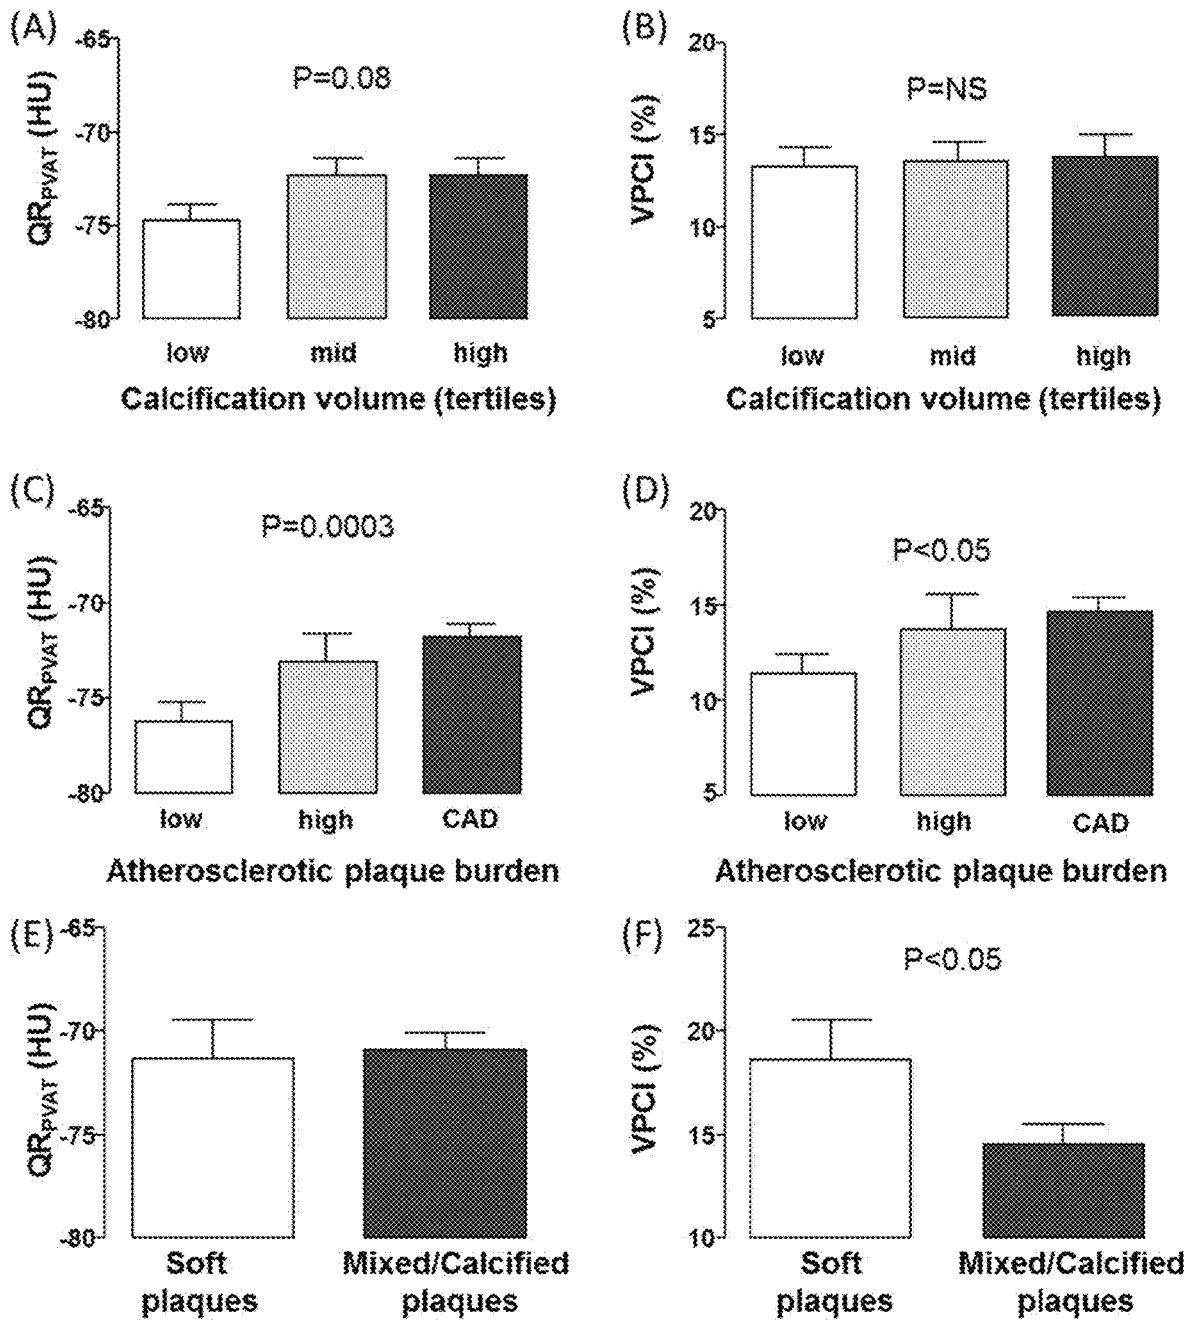 (A)
-65
-70
-75
-80
QR_PVAT (HU)
P=0.08
low mid high
Calcification volume (tertiles)
(B)
20
15
10
5
VPCI (%)
P=NS
low mid high
Calcification volume (tertiles)
(C)
-65
-70
-75
-80
QR_PVAT (HU)
P=0.0003
low high CAD
Atherosclerotic plaque burden
(D)
20
15
10
5
VPCI (%)
P<0.05
low high CAD
Atherosclerotic plaque burden
(E)
-65
-70
-75
-80
QR_PVAT (HU)
Soft Mixed/Calcified
plaques plaques
(F)
25
20
15
10
VPCI (%)
P<0.05
Soft Mixed/Calcified
plaques plaques